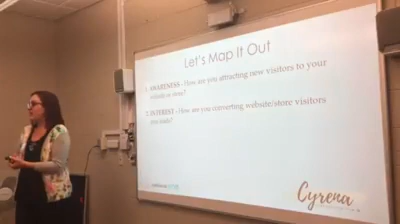 Let's Map It Out
1. AWARENESS - How are you attracting new visitors to your
website or store?
2. INTEREST - How are you converting website/store visitors
into leads?
Cyrena